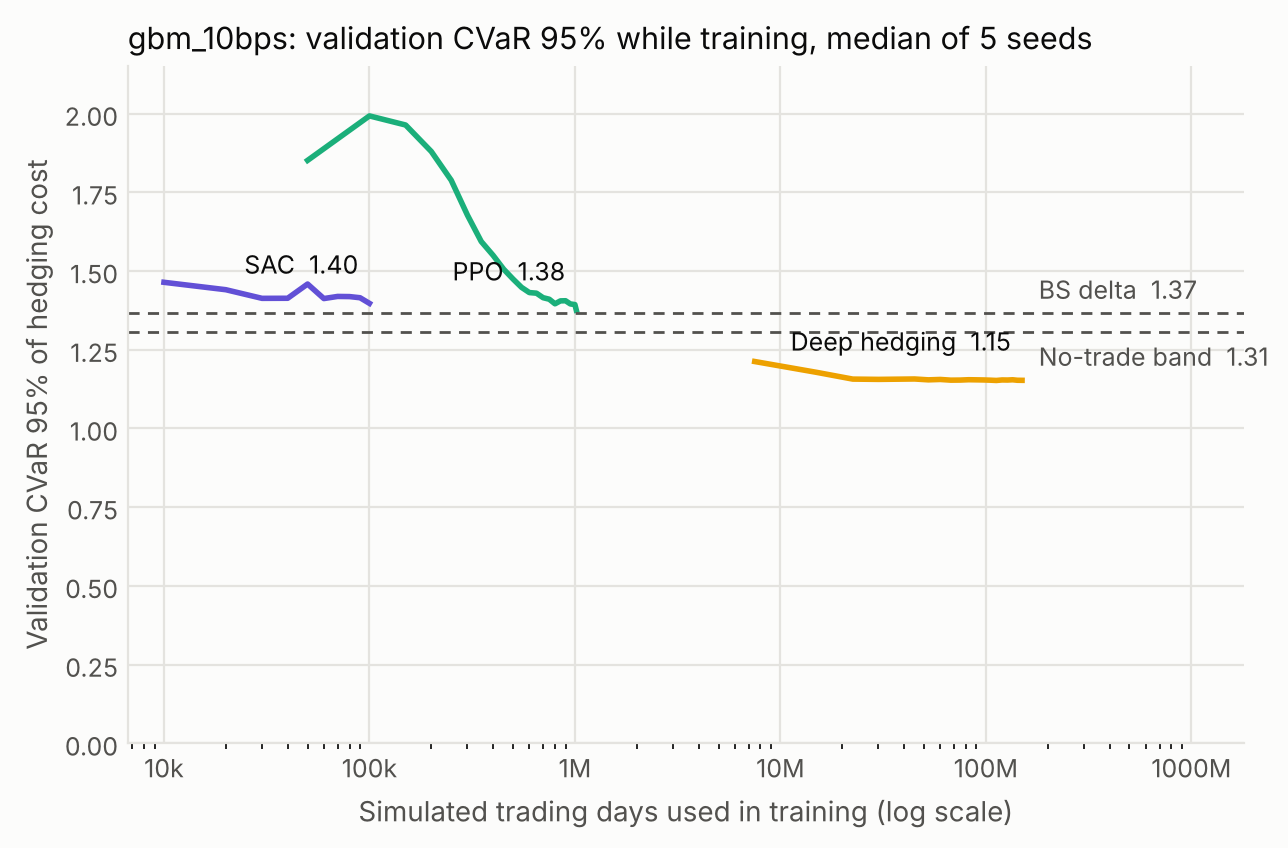 gbm_10bps: validation CVaR 95% while training, median of 5 seeds
Validation CVaR 95% of hedging cost
2.00
1.75
1.50
1.25
1.00
0.75
0.50
0.25
0.00
SAC 1.40
PPO 1.38
BS delta 1.37
Deep hedging 1.15
No-trade band 1.31
10k
100k
1M
10M
100M
1000M
Simulated trading days used in training (log scale)